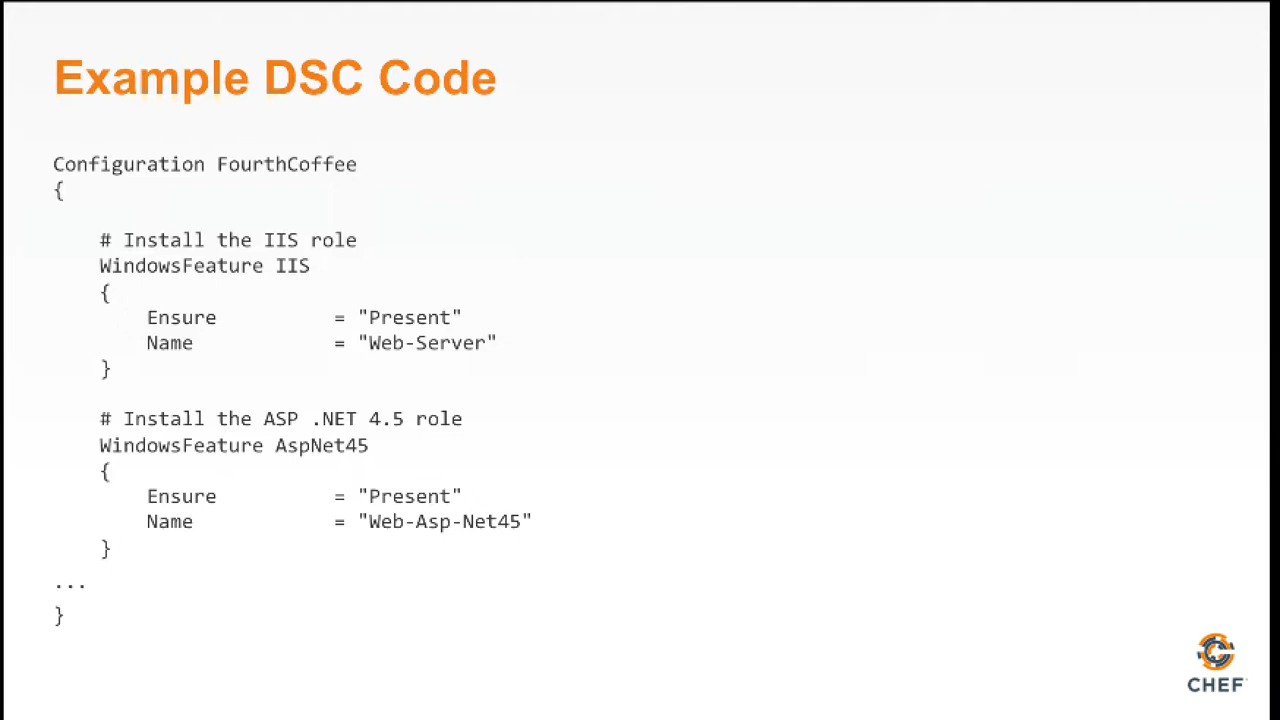 Example DSC Code
Configuration FourthCoffee
{
# Install the IIS role
WindowsFeature IIS
{
Ensure = "Present"
Name = "Web-Server"
}
# Install the ASP .NET 4.5 role
WindowsFeature AspNet45
{
Ensure = "Present"
Name = "Web-Asp-Net45"
}
...
}
CHEF